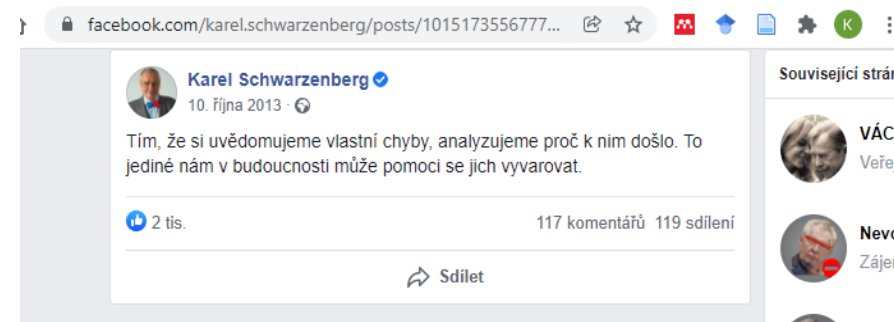 facebook.com/karel.schwarzenberg/posts/1015173556777...
K
Karel Schwarzenberg
10. října 2013 ·
Tím, že si uvědomujeme vlastní chyby, analyzujeme proč k nim došlo. To
jediné nám v budoucnosti může pomoci se jich vyvarovat.
2 tis.
117 komentářů 119 sdílení
Sdílet
Související strán
VÁC
Veře
Nevo
Zájem